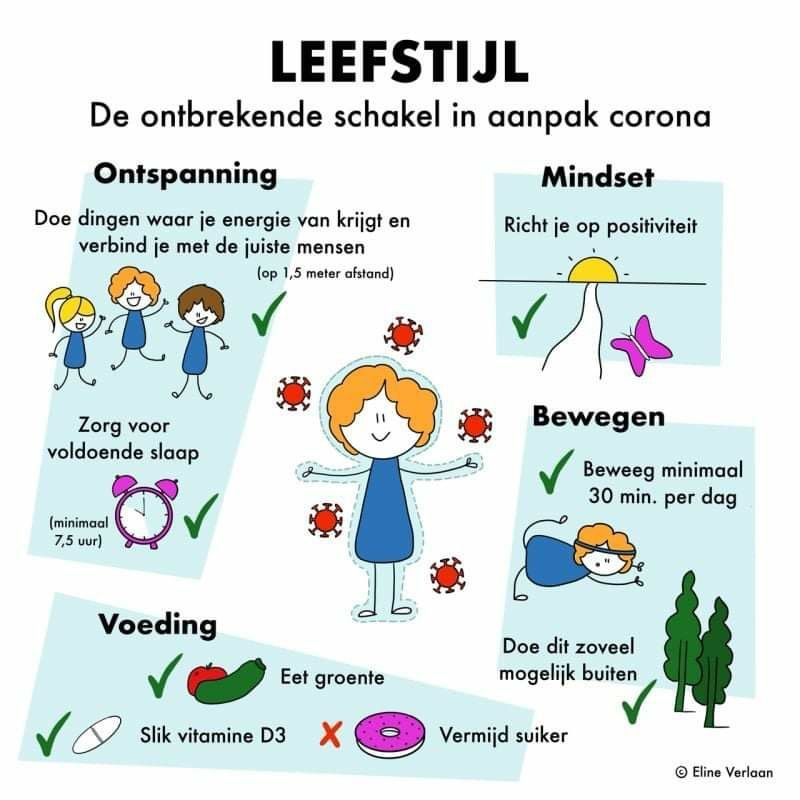 LEEFSTIJL
De ontbrekende schakel in aanpak corona
Ontspanning
Doe dingen waar je energie van krijgt en
verbind je met de juiste mensen
(op 1,5 meter afstand)
Zorg voor
voldoende slaap
(minimaal
7,5 uur)
Mindset
Richt je op positiviteit
Bewegen
Beweeg minimaal
30 min. per dag
Doe dit zoveel
mogelijk buiten
Voeding
Eet groente
Slik vitamine D3
Vermijd suiker
© Eline Verlaan